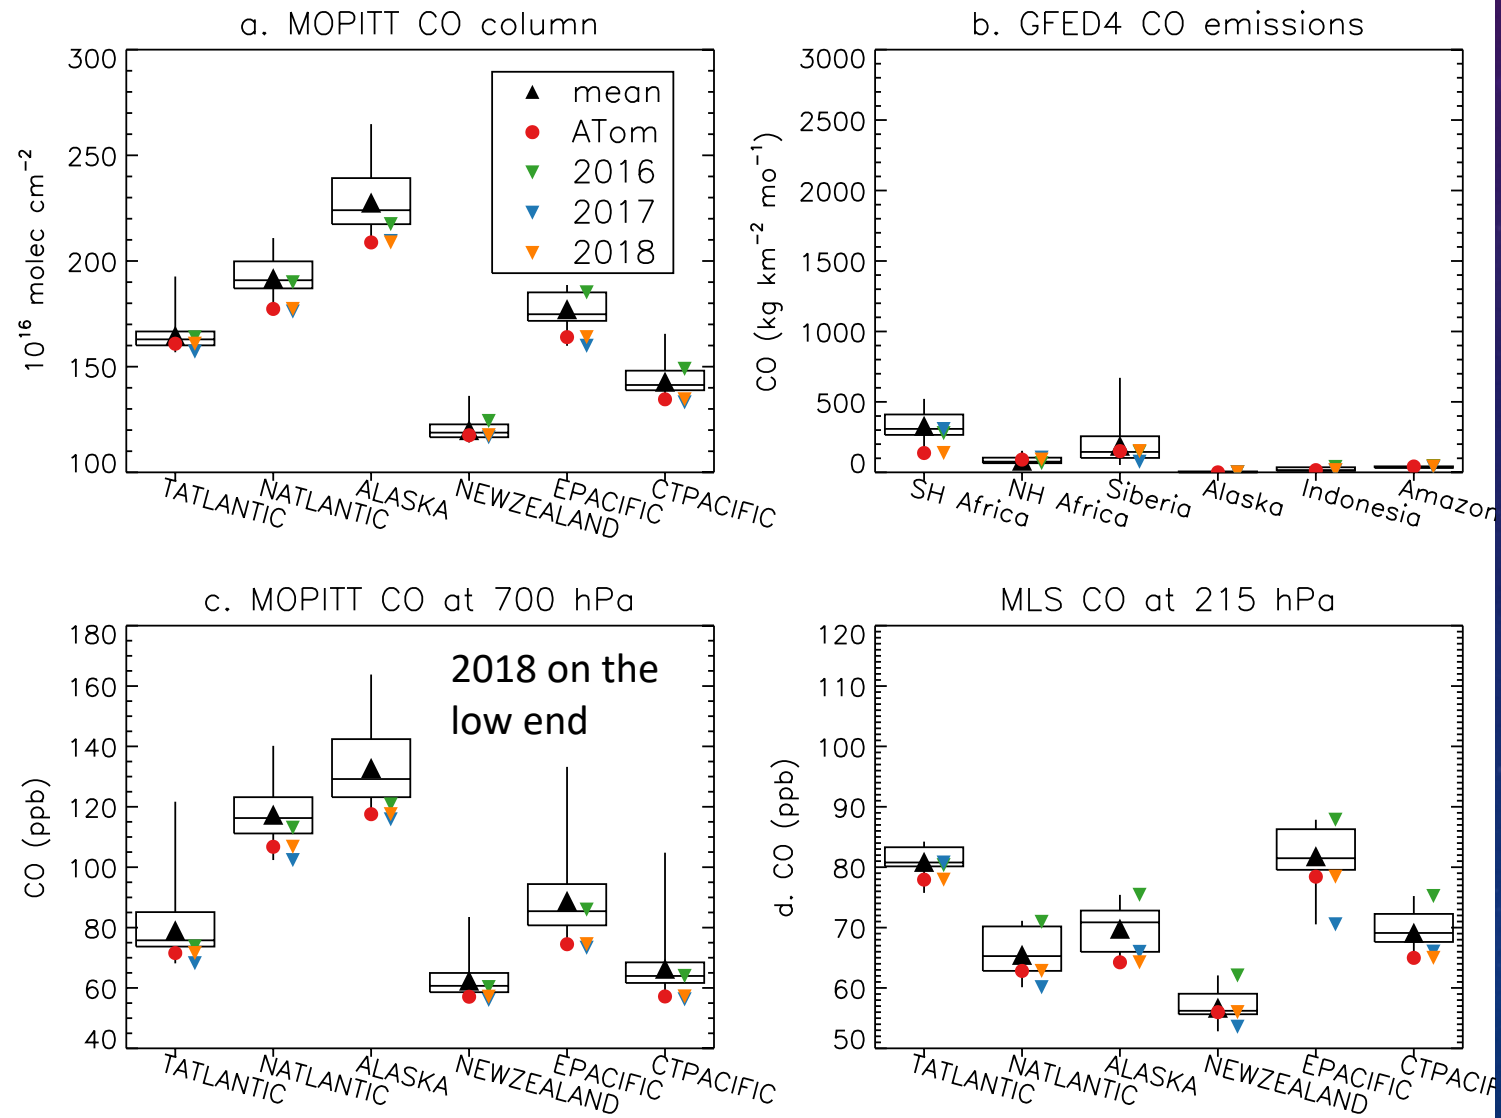 a. MOPITT CO column
300
250
200
150
100
10¹⁶ molec cm⁻²
mean
ATom
2016
2017
2018
TATLANTIC
NATLANTIC
ALASKA
NEWZEALAND
EPACIFIC
CTPACIFIC
b. GFED4 CO emissions
3000
2500
2000
1500
1000
500
0
CO (kg km⁻² mo⁻¹)
SH Africa
NH Africa
Siberia
Alaska
Indonesia
Amazon
c. MOPITT CO at 700 hPa
180
160
140
120
100
80
60
40
CO (ppb)
2018 on the
low end
TATLANTIC
NATLANTIC
ALASKA
NEWZEALAND
EPACIFIC
CTPACIFIC
MLS CO at 215 hPa
120
110
100
90
80
70
60
50
d. CO (ppb)
TATLANTIC
NATLANTIC
ALASKA
NEWZEALAND
EPACIFIC
CTPACIF